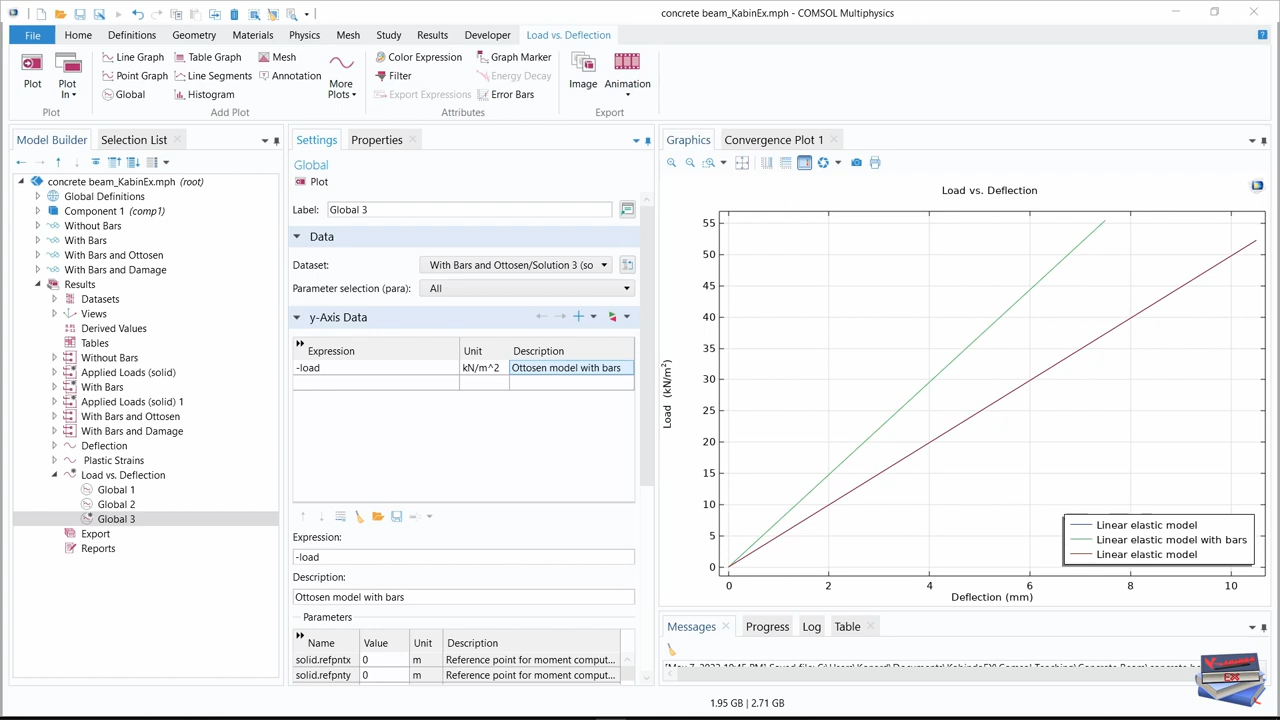 concrete beam_KabinEx.mph - COMSOL Multiphysics
File Home Definitions Geometry Materials Physics Mesh Study Results Developer Load vs. Deflection
Line Graph Table Graph Mesh Color Expression Graph Marker
Point Graph Line Segments Annotation Filter Energy Decay
Plot Plot In Global Histogram More Plots Export Expressions Error Bars Image Animation
Plot Add Plot Attributes Export
Model Builder Selection List
concrete beam_KabinEx.mph (root)
Global Definitions
Component 1 (comp1)
Without Bars
With Bars
With Bars and Ottosen
With Bars and Damage
Results
Datasets
Views
Derived Values
Tables
Without Bars
Applied Loads (solid)
With Bars
Applied Loads (solid) 1
With Bars and Ottosen
With Bars and Damage
Deflection
Plastic Strains
Load vs. Deflection
Global 1
Global 2
Global 3
Export
Reports
Settings Properties
Global
Plot
Label: Global 3
Data
Dataset: With Bars and Ottosen/Solution 3 (so
Parameter selection (para): All
y-Axis Data
Expression Unit Description
-load kN/m^2 Ottosen model with bars
Expression:
-load
Description:
Ottosen model with bars
Parameters
Name Value Unit Description
solid.refpntx 0 m Reference point for moment comput...
solid.refpnty 0 m Reference point for moment comput...
Graphics Convergence Plot 1
Load vs. Deflection
55
50
45
40
35
30
25
20
15
10
5
0
Load (kN/m²)
0 2 4 6 8 10
Deflection (mm)
Linear elastic model
Linear elastic model with bars
Linear elastic model
Messages Progress Log Table
1.95 GB | 2.71 GB